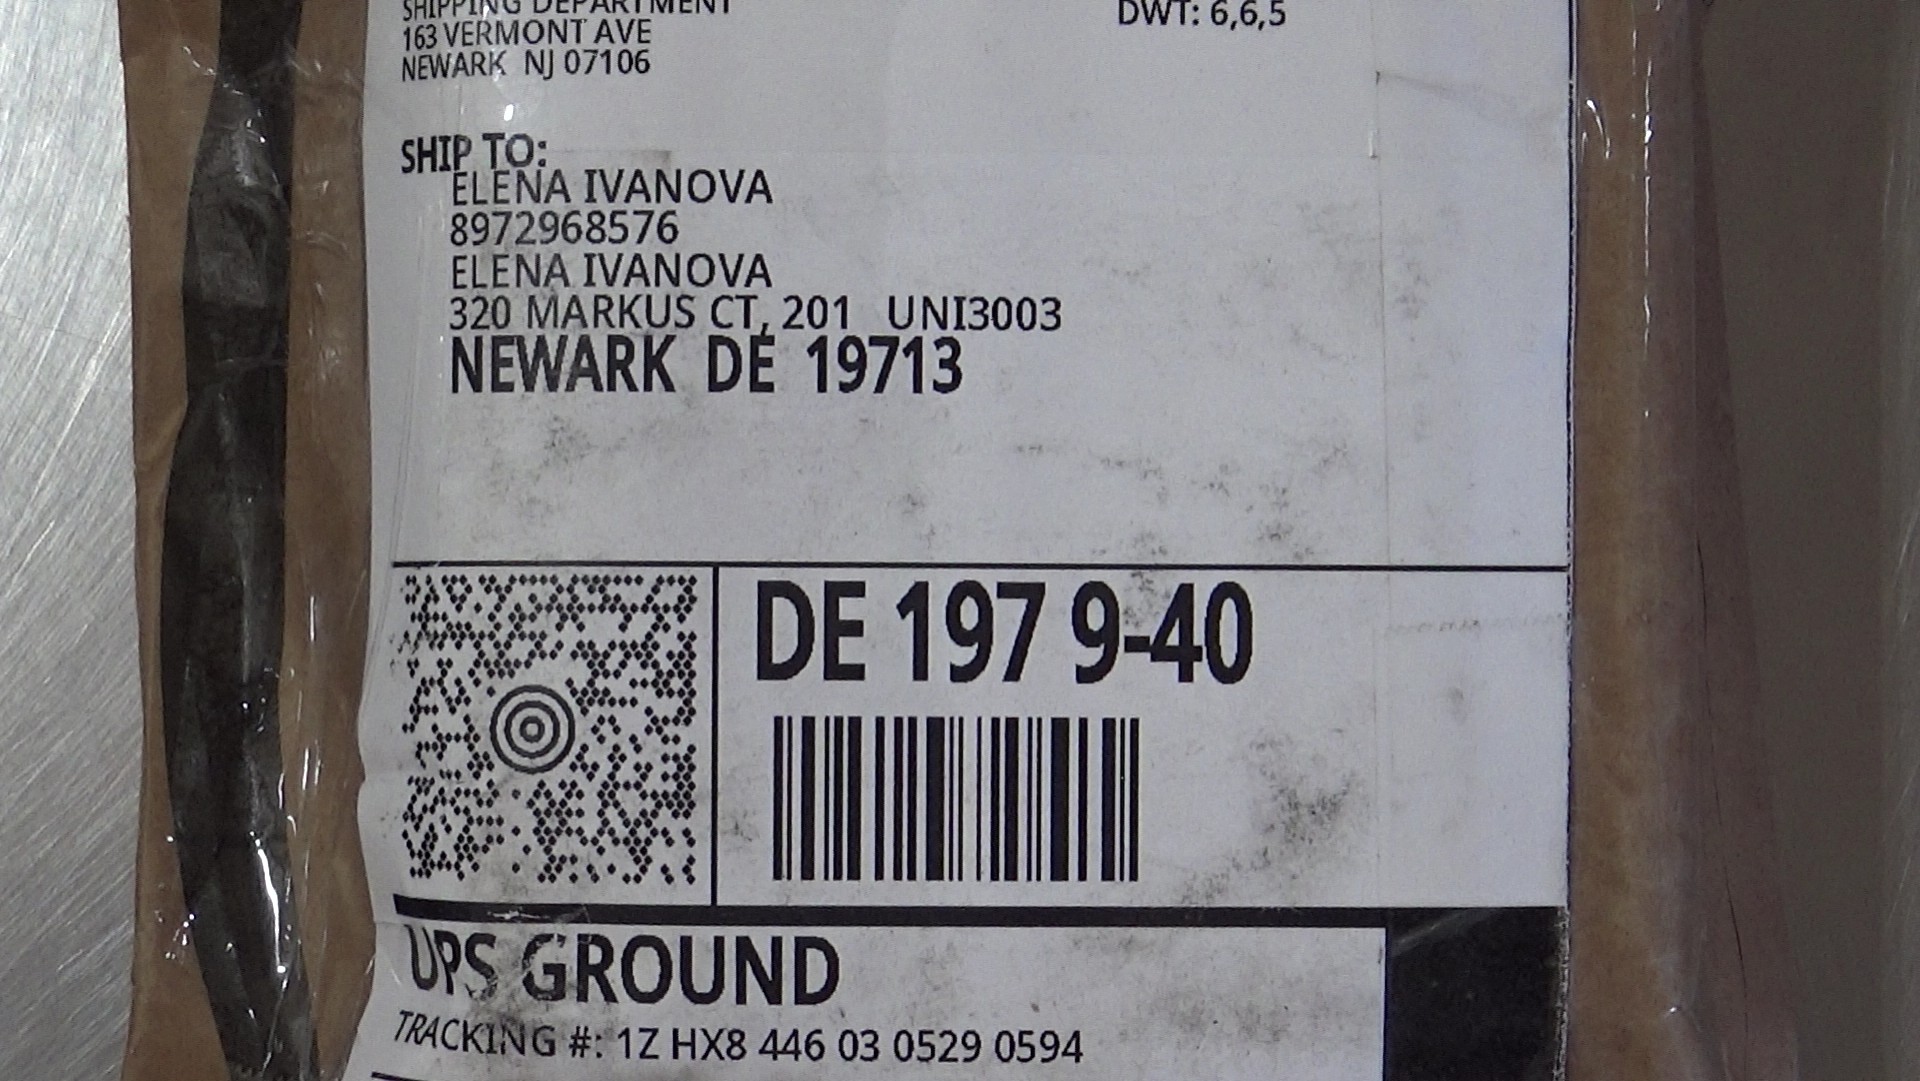 SHIPPING DEPARTMENT
163 VERMONT AVE
NEWARK NJ 07106
DWT: 6,6,5
SHIP TO:
ELENA IVANOVA
8972968576
ELENA IVANOVA
320 MARKUS CT, 201 UNI3003
NEWARK DE 19713
DE 197 9-40
UPS GROUND
TRACKING #: 1Z HX8 446 03 0529 0594